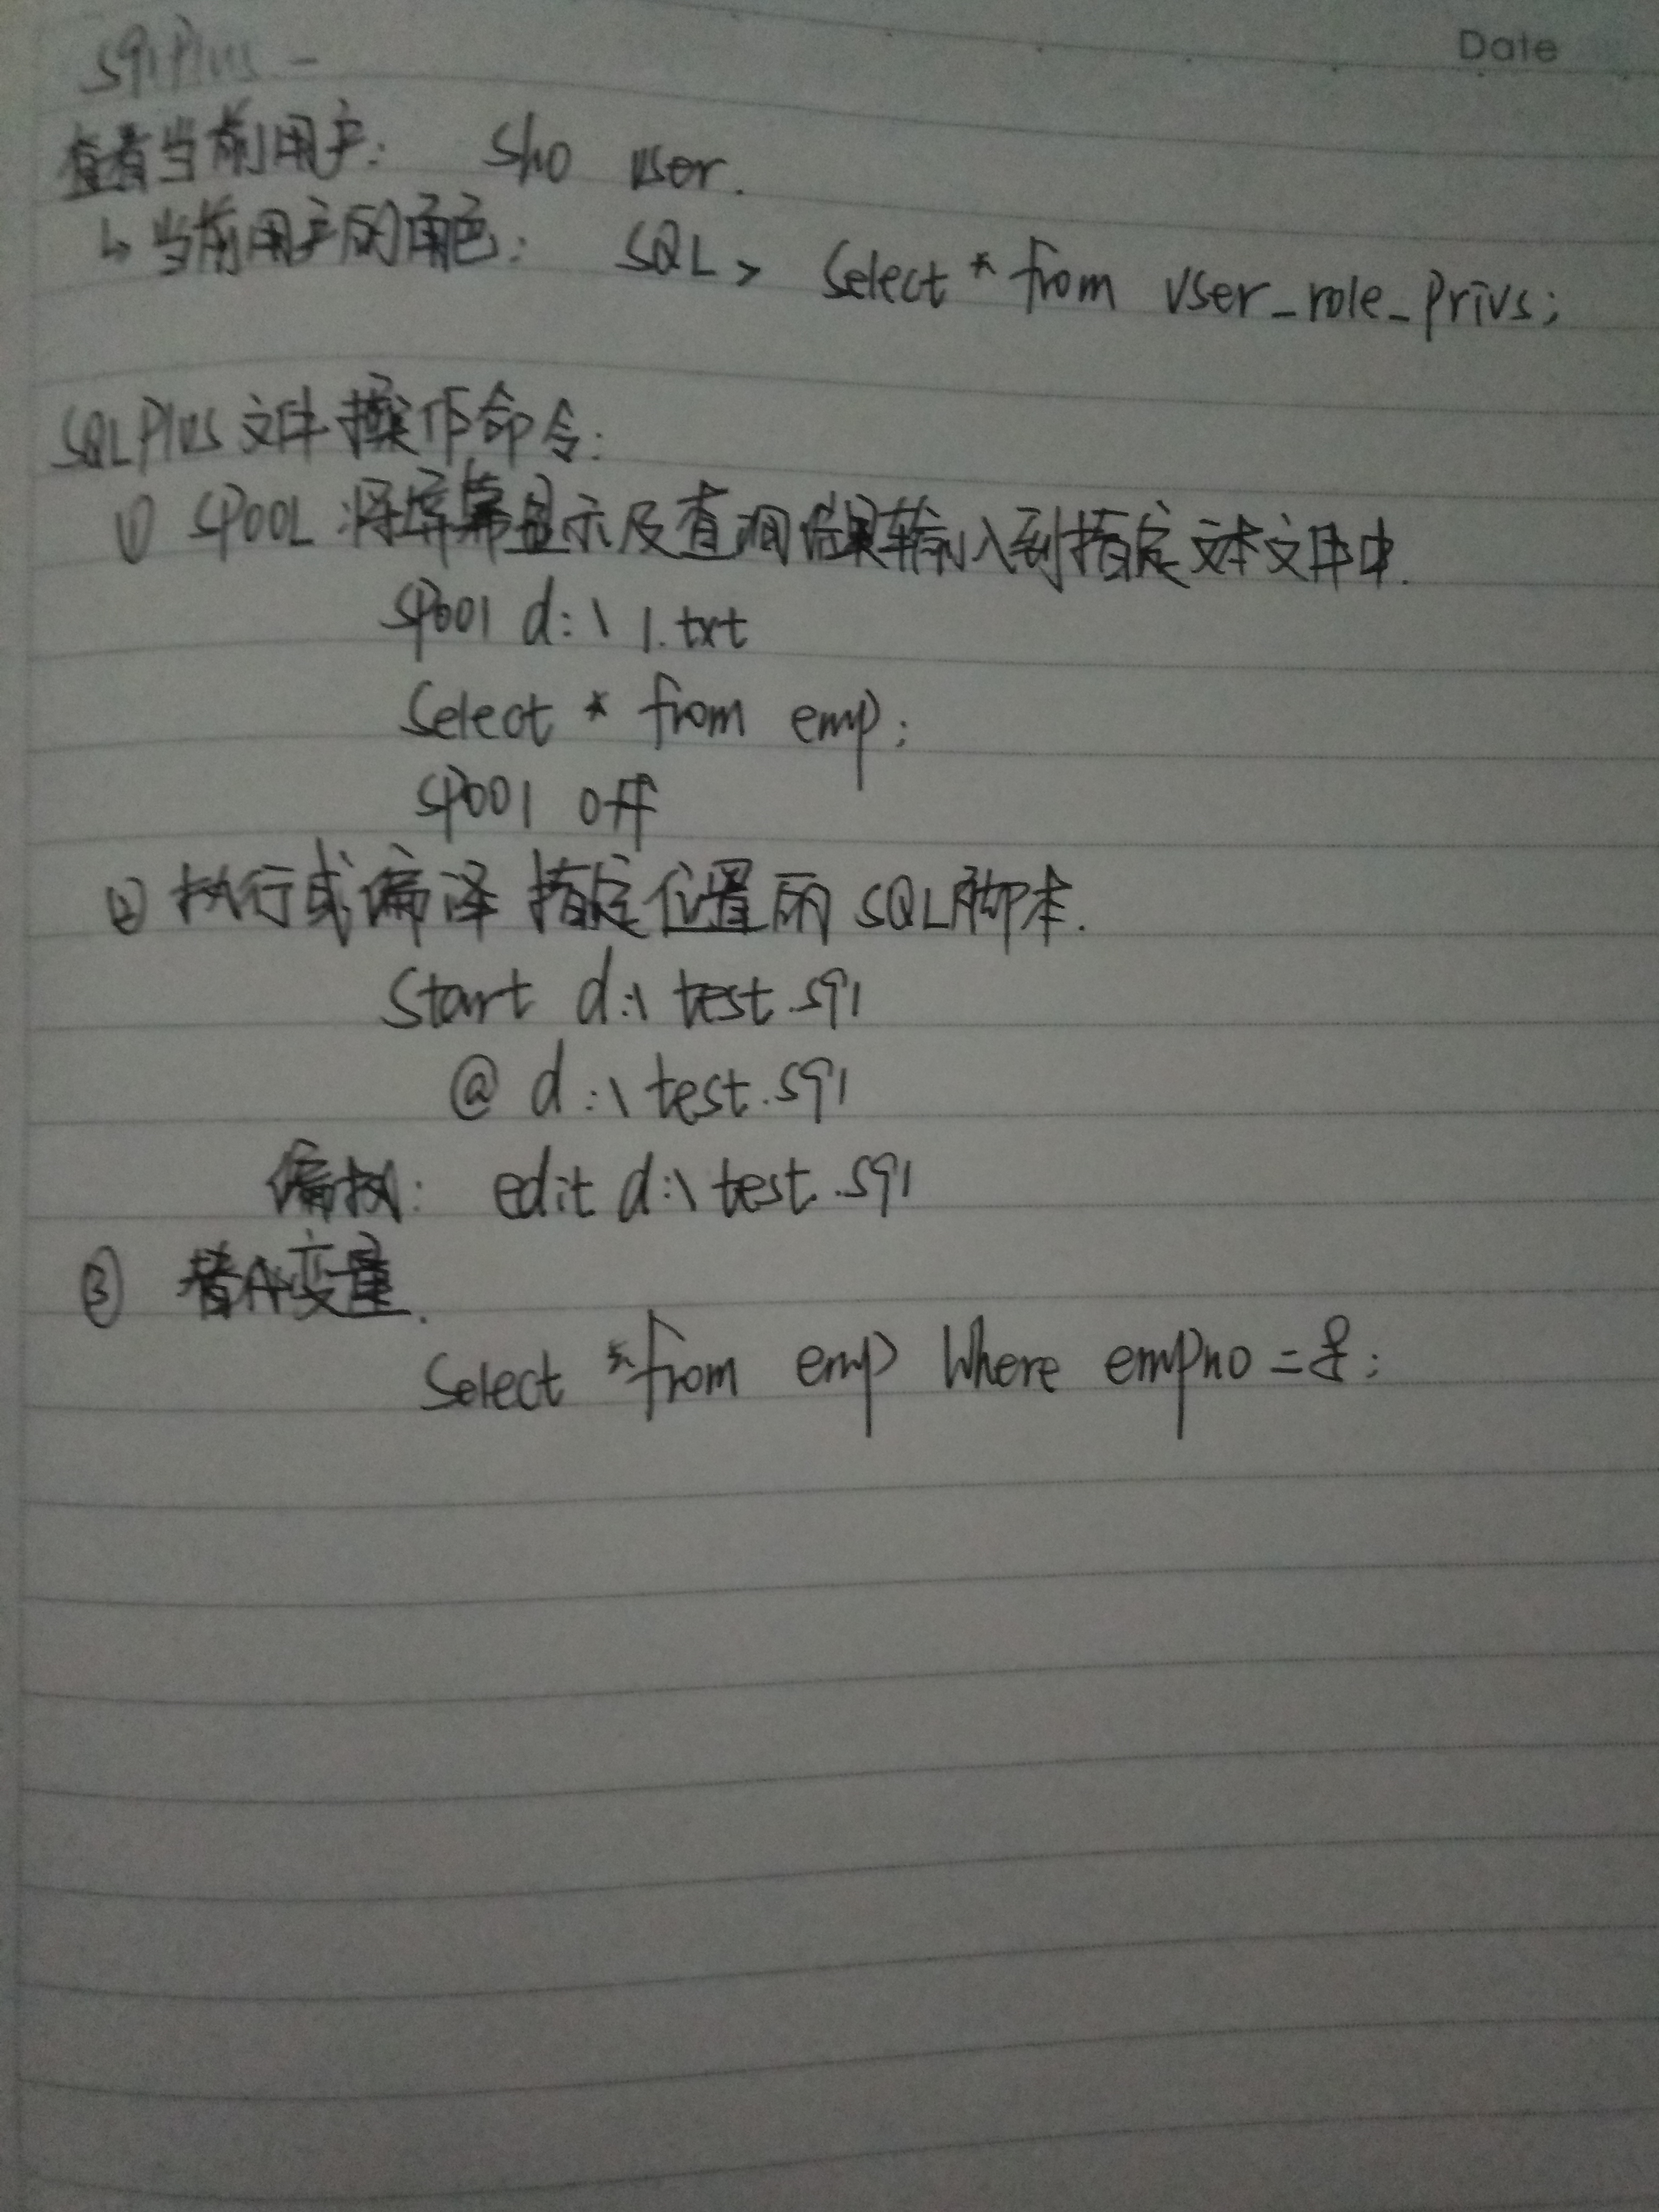 Date
sqlplus -
查看当前用户: sho user.
↳ 当前用户的角色: SQL > Select * from user_role_privs;
SQLPlus 文件操作命令:
① SPOOL 将屏幕显示及查询结果输入到指定文本文件中.
spool d:\ 1.txt
Select * from emp;
spool off
② 执行或编译 指定位置的 SQL脚本.
Start d:\ test.sql
@ d:\ test.sql
编辑: edit d:\ test.sql
③ 替代变量.
Select * from emp Where empno = &;